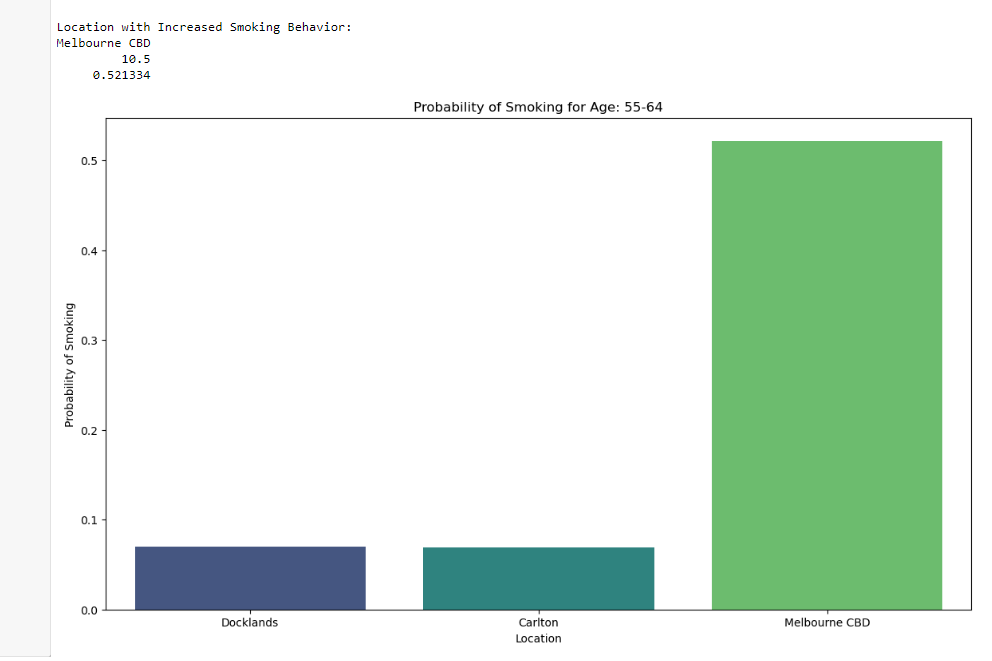 Location with Increased Smoking Behavior:
Melbourne CBD
10.5
0.521334
Probability of Smoking for Age: 55-64
0.5
0.4
0.3
0.2
0.1
0.0
Probability of Smoking
Docklands Carlton Melbourne CBD
Location